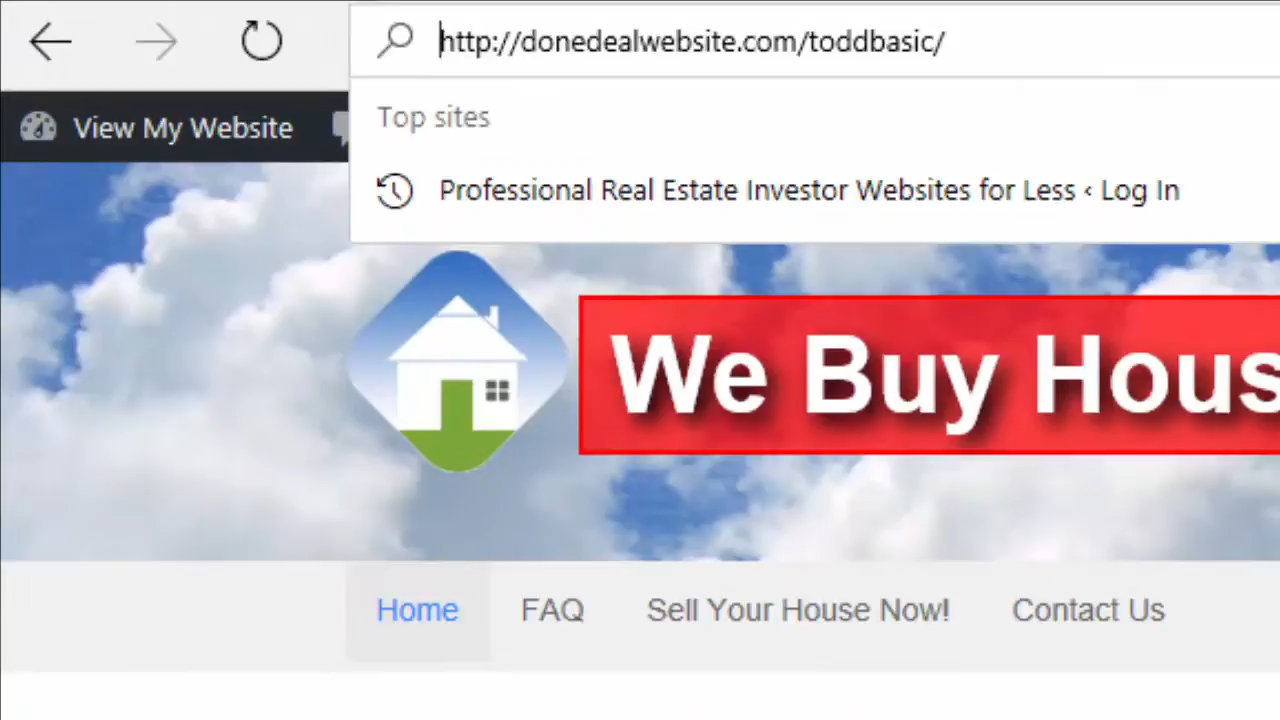 http://donedealwebsite.com/toddbasic/
Top sites
View My Website
Professional Real Estate Investor Websites for Less ‹ Log In
We Buy Hous
Home FAQ Sell Your House Now! Contact Us